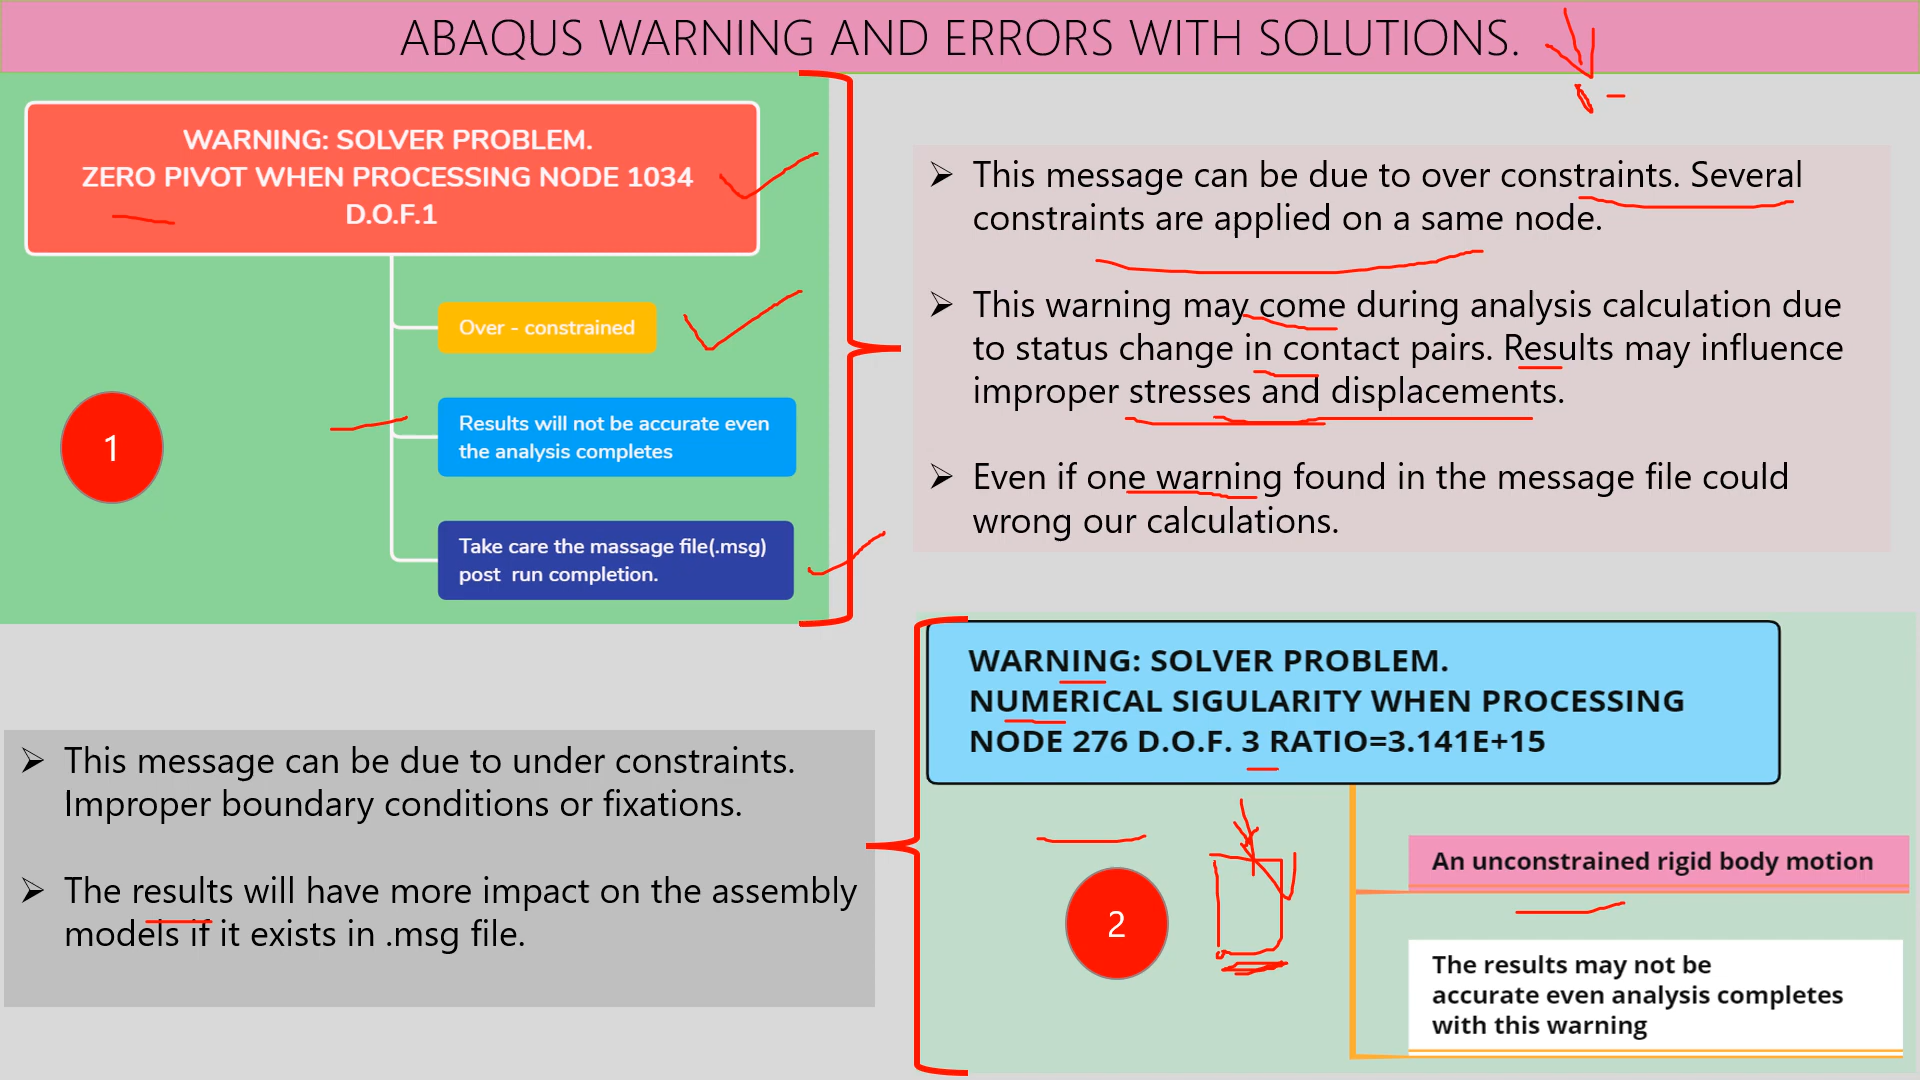 ABAQUS WARNING AND ERRORS WITH SOLUTIONS.
WARNING: SOLVER PROBLEM.
ZERO PIVOT WHEN PROCESSING NODE 1034
D.O.F.1
Over - constrained
1
Results will not be accurate even
the analysis completes
Take care the massage file(.msg)
post run completion.
➢ This message can be due to over constraints. Several
constraints are applied on a same node.
➢ This warning may come during analysis calculation due
to status change in contact pairs. Results may influence
improper stresses and displacements.
➢ Even if one warning found in the message file could
wrong our calculations.
WARNING: SOLVER PROBLEM.
NUMERICAL SIGULARITY WHEN PROCESSING
NODE 276 D.O.F. 3 RATIO=3.141E+15
➢ This message can be due to under constraints.
Improper boundary conditions or fixations.
➢ The results will have more impact on the assembly
models if it exists in .msg file.
2
An unconstrained rigid body motion
The results may not be
accurate even analysis completes
with this warning